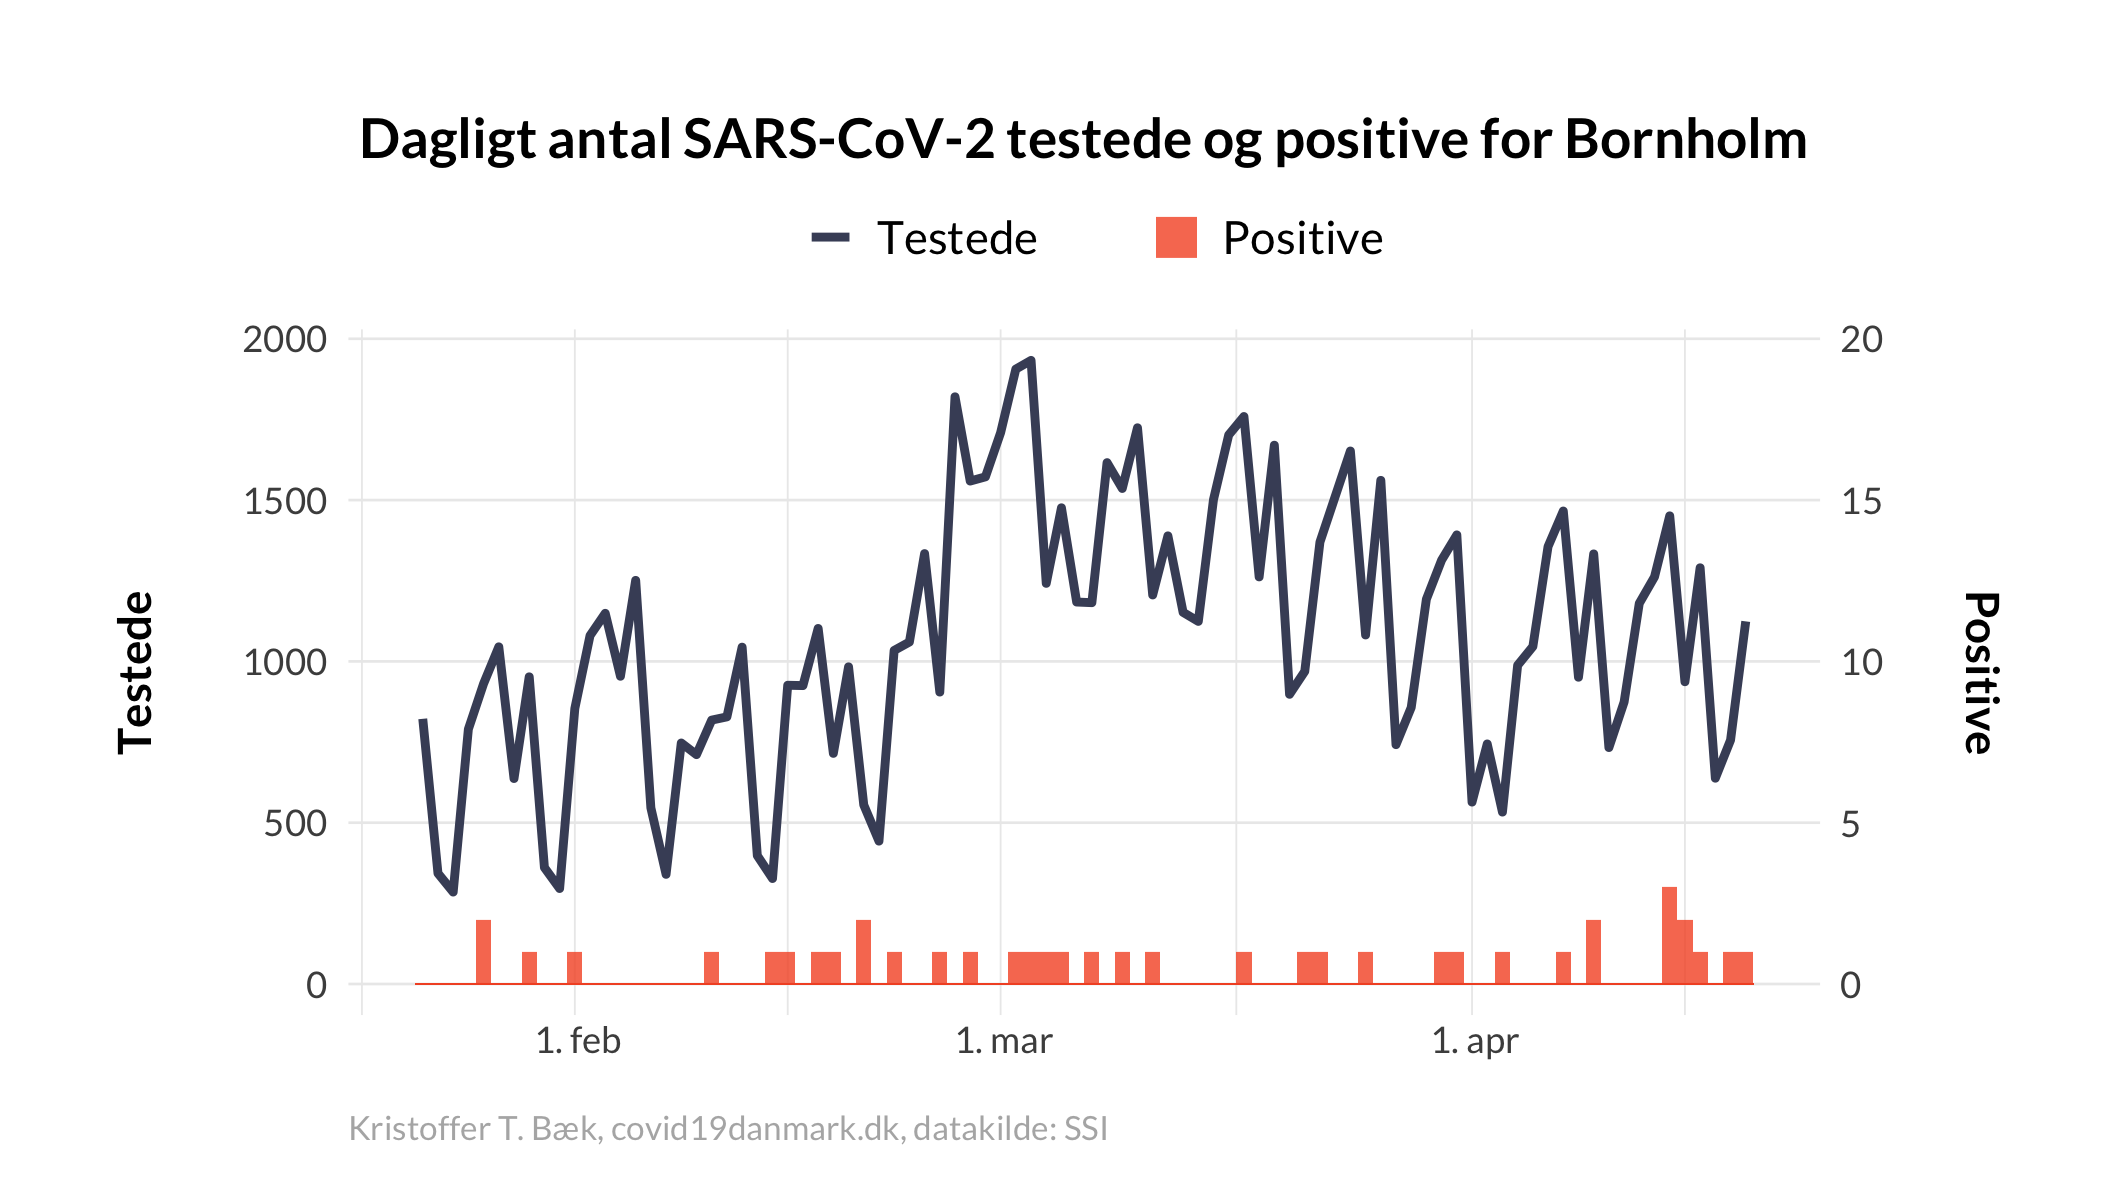 Dagligt antal SARS-CoV-2 testede og positive for Bornholm
Testede Positive
2000 20
1500 15
1000 10
500 5
0 0
Testede
Positive
1. feb 1. mar 1. apr
Kristoffer T. Bæk, covid19danmark.dk, datakilde: SSI